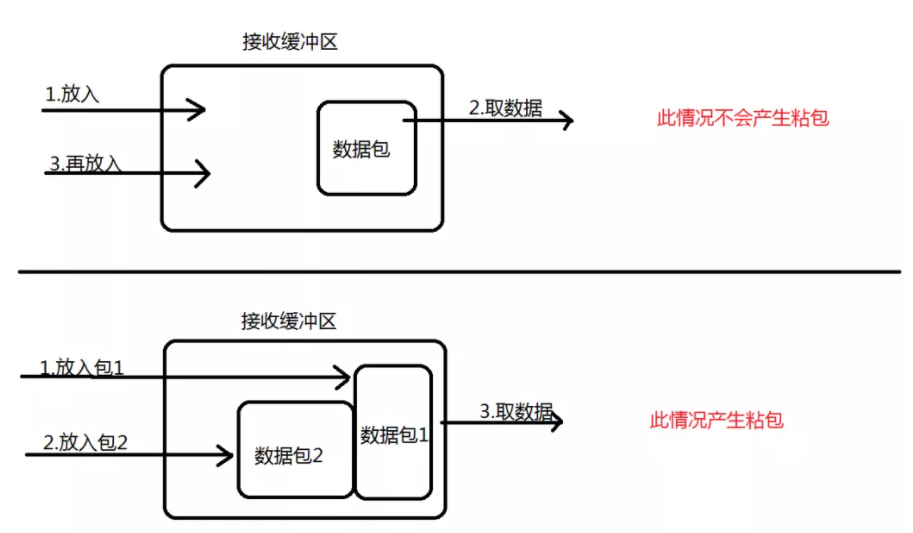 接收缓冲区
1.放入
2.取数据
此情况不会产生粘包
数据包
3.再放入
接收缓冲区
1.放入包1
3.取数据
此情况产生粘包
数据包1
2.放入包2
数据包2